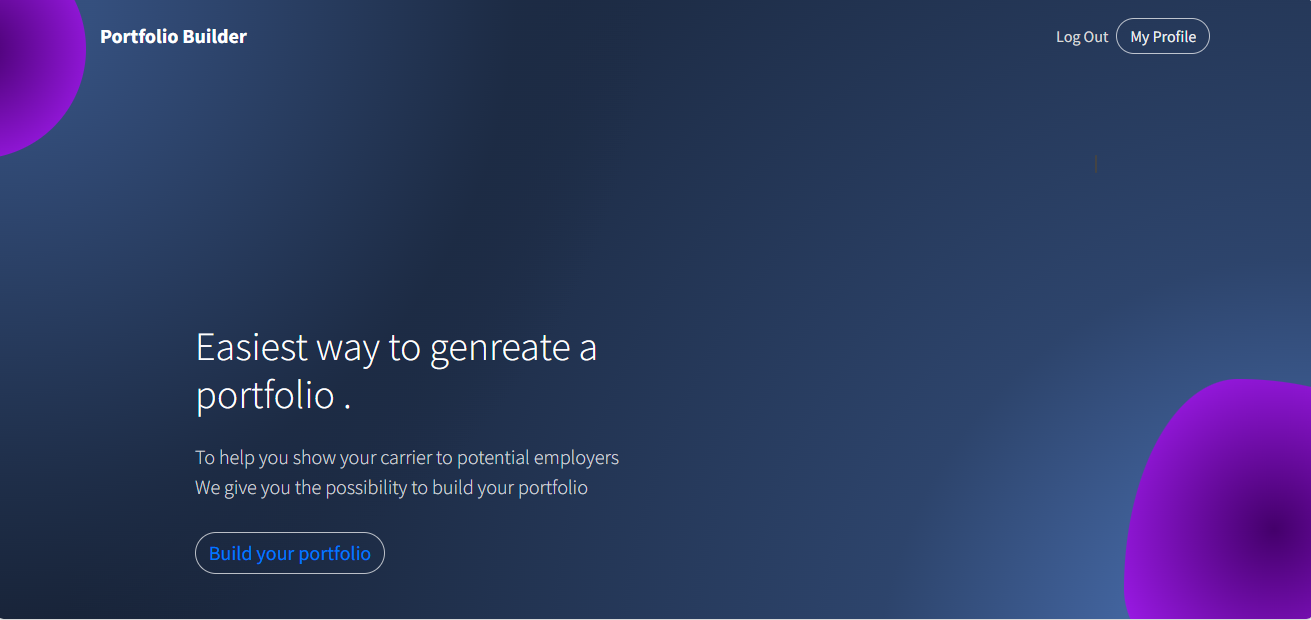 Portfolio Builder
Log Out
My Profile
Easiest way to genreate a
portfolio .
To help you show your carrier to potential employers
We give you the possibility to build your portfolio
Build your portfolio